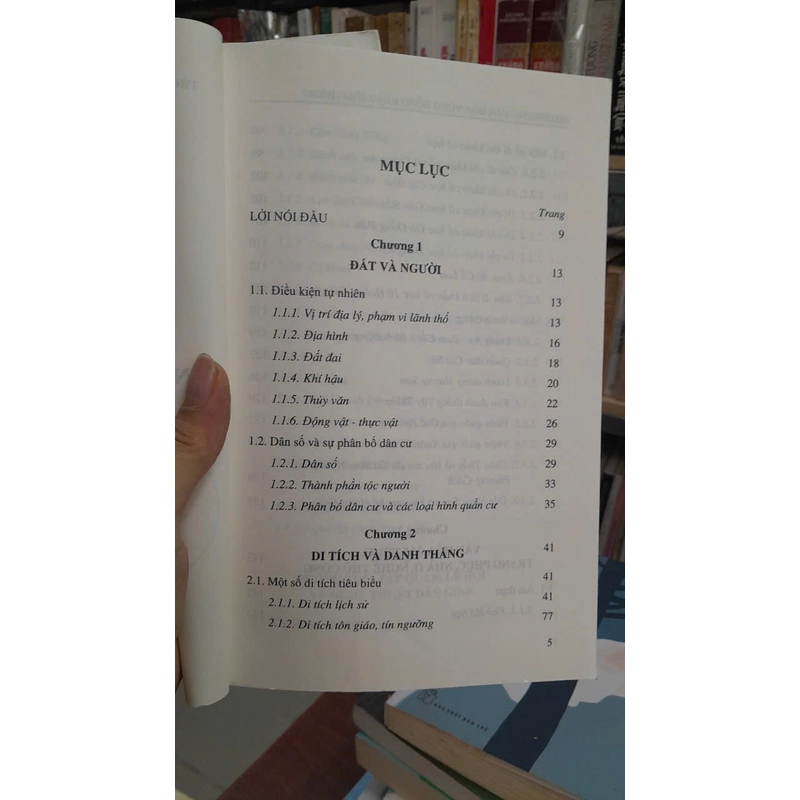 MỤC LỤC
Trang
LỜI NÓI ĐẦU 9
Chương 1
ĐẤT VÀ NGƯỜI 13
1.1. Điều kiện tự nhiên 13
1.1.1. Vị trí địa lý, phạm vi lãnh thổ 13
1.1.2. Địa hình 16
1.1.3. Đất đai 18
1.1.4. Khí hậu 20
1.1.5. Thủy văn 22
1.1.6. Động vật - thực vật 26
1.2. Dân số và sự phân bố dân cư 29
1.2.1. Dân số 29
1.2.2. Thành phần tộc người 33
1.2.3. Phân bố dân cư và các loại hình quần cư 35
Chương 2
DI TÍCH VÀ DANH THẮNG 41
2.1. Một số di tích tiêu biểu 41
2.1.1. Di tích lịch sử 41
2.1.2. Di tích tôn giáo, tín ngưỡng 77
5
NHÀ XUẤT BẢN TRẺ